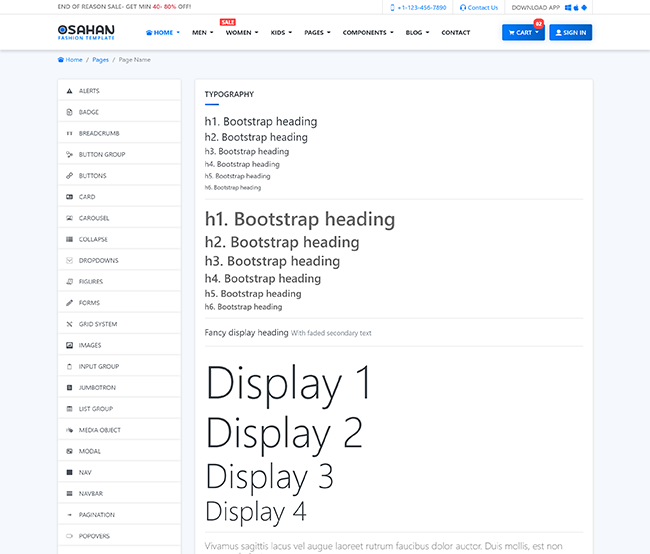 END OF REASON SALE- GET MIN 40- 80% OFF!
+1-123-456-7890
Contact Us
DOWNLOAD APP
OSAHAN
FASHION TEMPLATE
HOME
MEN
SALE
WOMEN
KIDS
PAGES
COMPONENTS
BLOG
CONTACT
CART
02
SIGN IN
Home / Pages / Page Name
ALERTS
BADGE
BREADCRUMB
BUTTON GROUP
BUTTONS
CARD
CAROUSEL
COLLAPSE
DROPDOWNS
FIGURES
FORMS
GRID SYSTEM
IMAGES
INPUT GROUP
JUMBOTRON
LIST GROUP
MEDIA OBJECT
MODAL
NAV
NAVBAR
PAGINATION
POPOVERS
TYPOGRAPHY
h1. Bootstrap heading
h2. Bootstrap heading
h3. Bootstrap heading
h4. Bootstrap heading
h5. Bootstrap heading
h6. Bootstrap heading
h1. Bootstrap heading
h2. Bootstrap heading
h3. Bootstrap heading
h4. Bootstrap heading
h5. Bootstrap heading
h6. Bootstrap heading
Fancy display heading With faded secondary text
Display 1
Display 2
Display 3
Display 4
Vivamus sagittis lacus vel augue laoreet rutrum faucibus dolor auctor. Duis mollis, est non